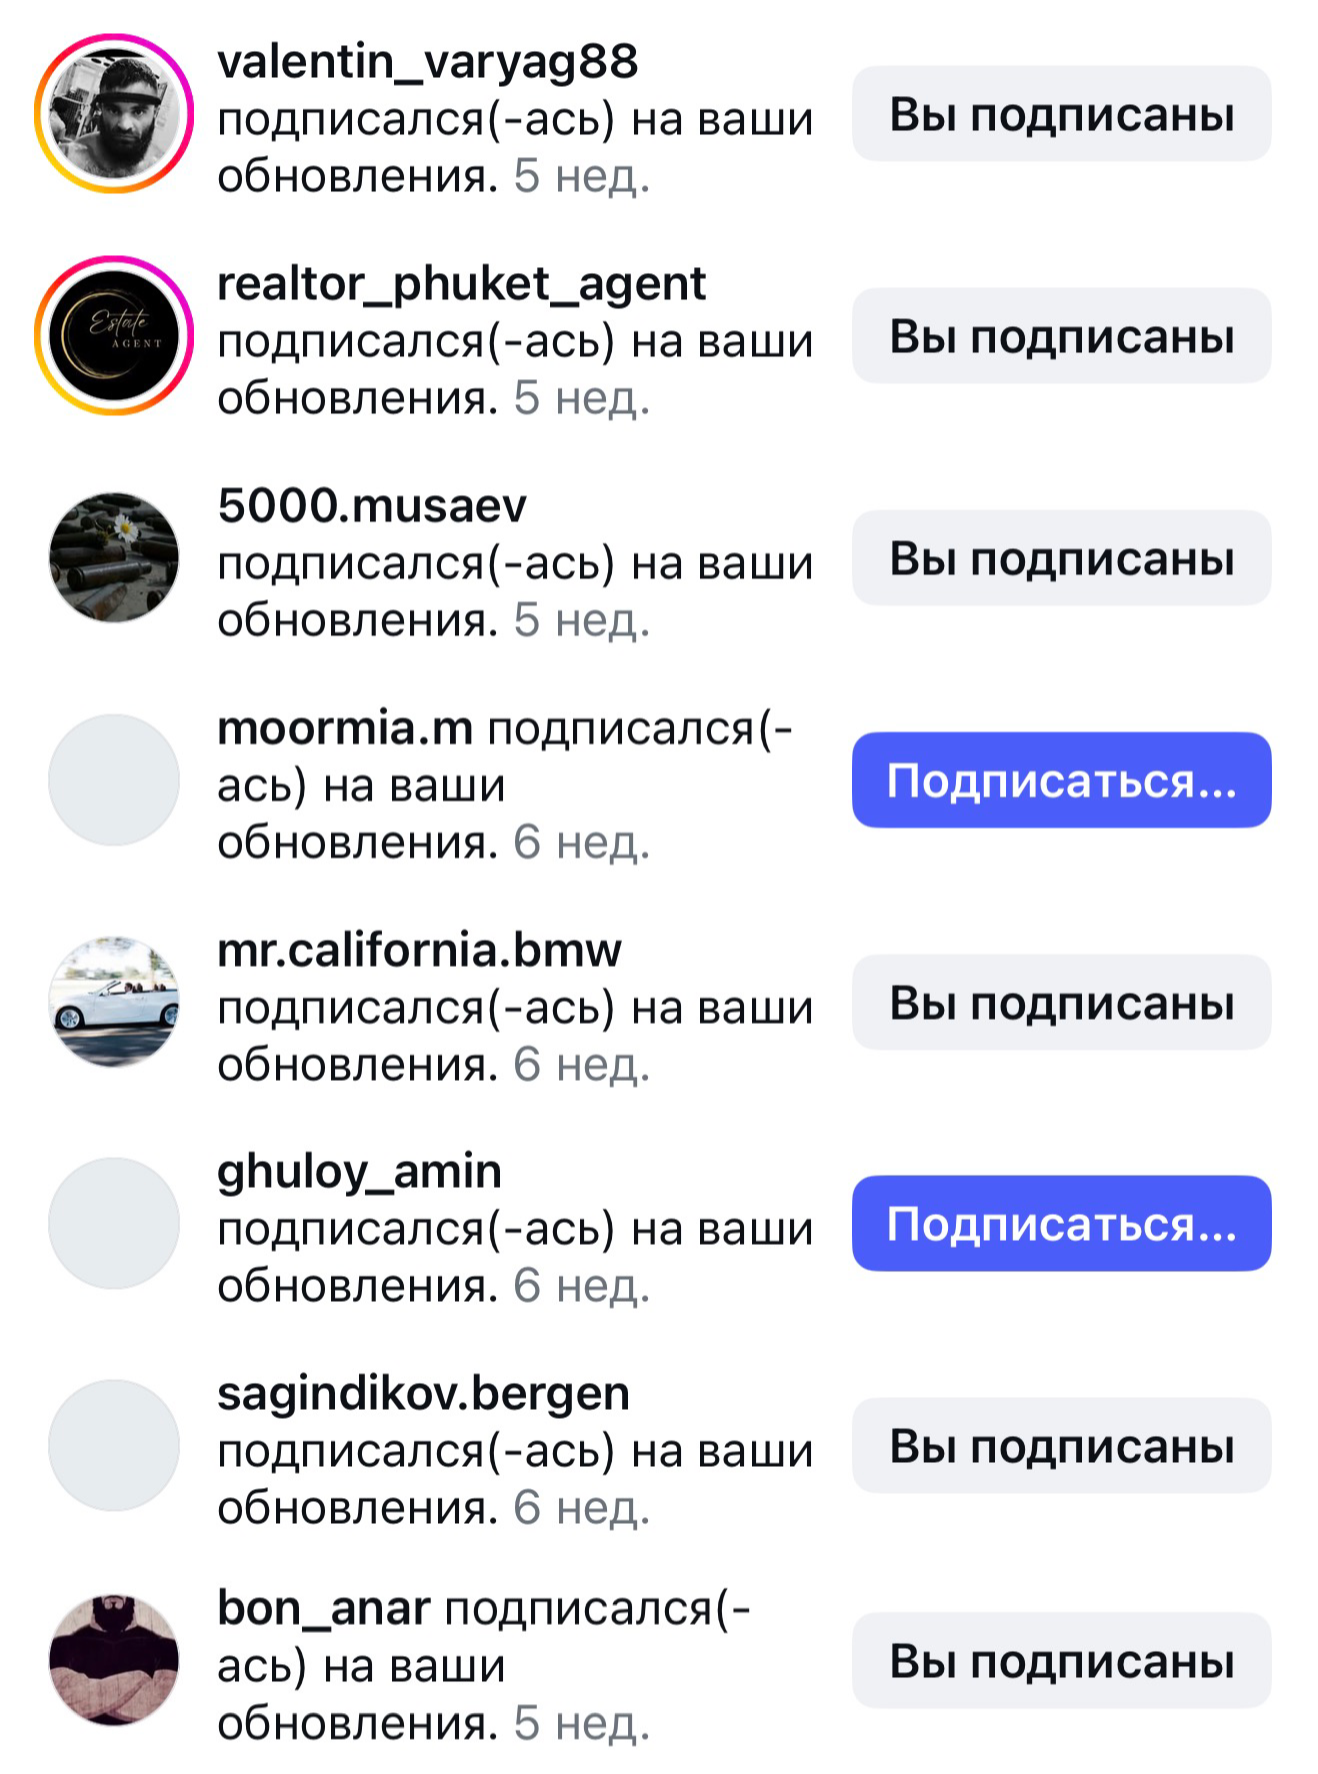 valentin_varyag88
подписался(-ась) на ваши
обновления. 5 нед.
Вы подписаны
Estate
AGENT
realtor_phuket_agent
подписался(-ась) на ваши
обновления. 5 нед.
Вы подписаны
5000.musaev
подписался(-ась) на ваши
обновления. 5 нед.
Вы подписаны
moormia.m подписался(-
ась) на ваши
обновления. 6 нед.
Подписаться...
mr.california.bmw
подписался(-ась) на ваши
обновления. 6 нед.
Вы подписаны
ghuloy_amin
подписался(-ась) на ваши
обновления. 6 нед.
Подписаться...
sagindikov.bergen
подписался(-ась) на ваши
обновления. 6 нед.
Вы подписаны
bon_anar подписался(-
ась) на ваши
обновления. 5 нед.
Вы подписаны